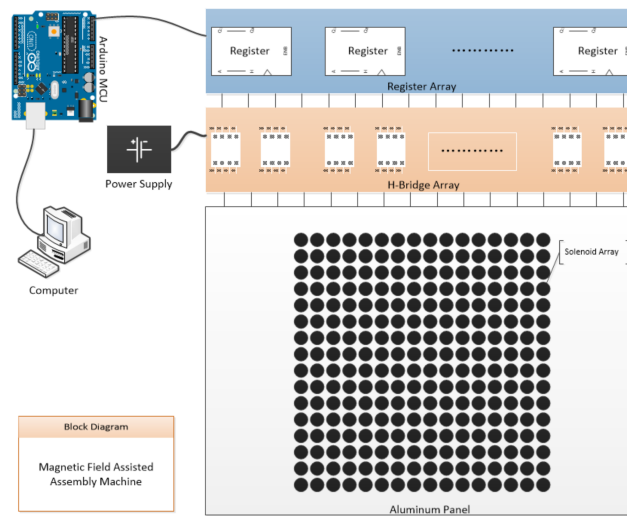 Arduino MCU
Register
Register
............
Register
Register Array
Power Supply
............
H-Bridge Array
Computer
Solenoid Array
Block Diagram
Magnetic Field Assisted
Assembly Machine
Aluminum Panel